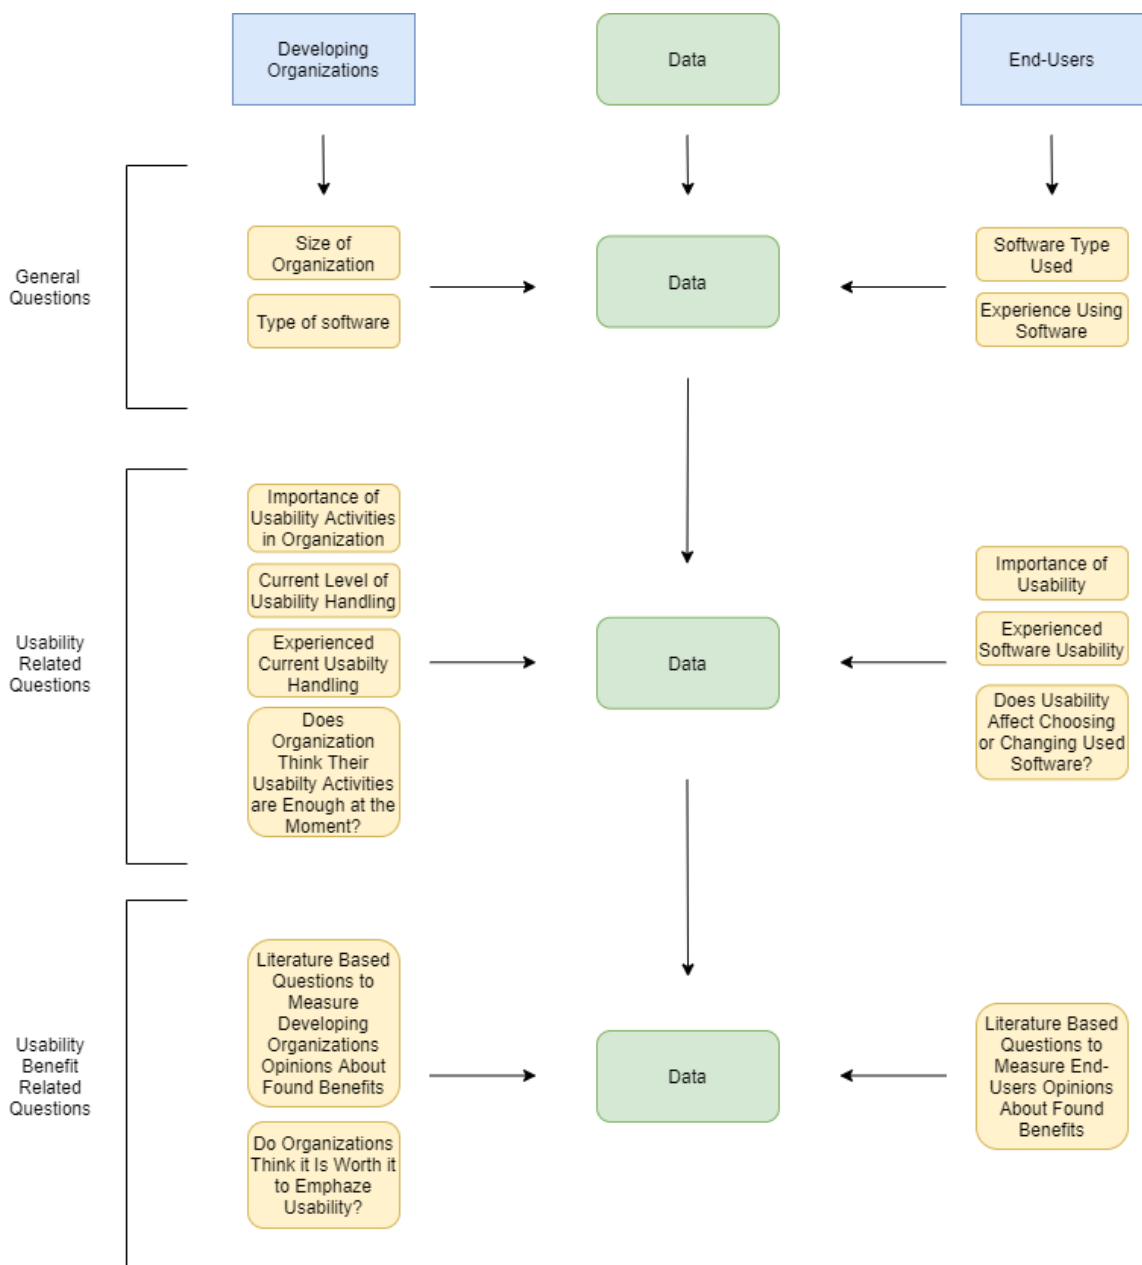 Developing
Organizations
Data
End-Users
General
Questions
Size of
Organization
Type of software
Data
Software Type
Used
Experience Using
Software
Usability
Related
Questions
Importance of
Usability Activities
in Organization
Current Level of
Usability Handling
Experienced
Current Usabilty
Handling
Does
Organization
Think Their
Usabilty Activities
are Enough at the
Moment?
Data
Importance of
Usability
Experienced
Software Usability
Does Usability
Affect Choosing
or Changing Used
Software?
Usability
Benefit
Related
Questions
Literature Based
Questions to
Measure
Developing
Organizations
Opinions About
Found Benefits
Do Organizations
Think it Is Worth it
to Emphaze
Usability?
Data
Literature Based
Questions to
Measure End-
Users Opinions
About Found
Benefits